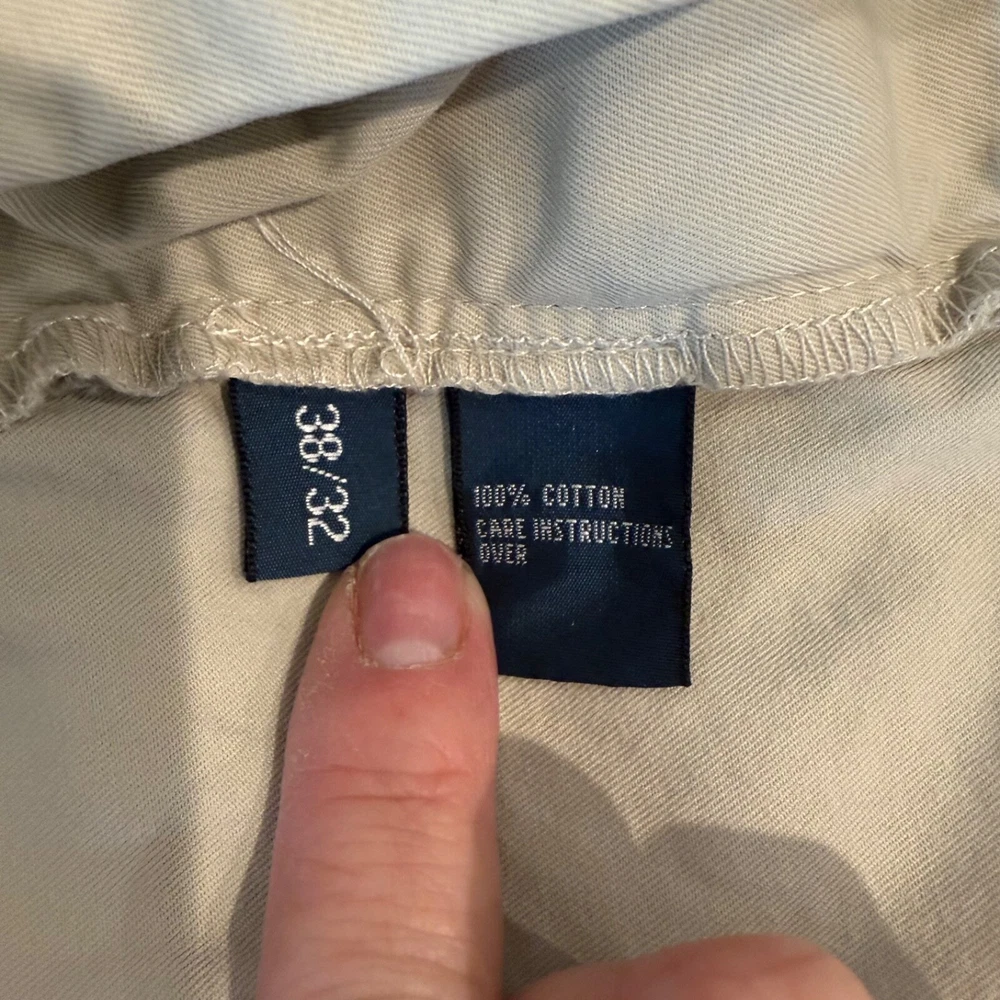 38/32
100% COTTON
CARE INSTRUCTIONS
OVER